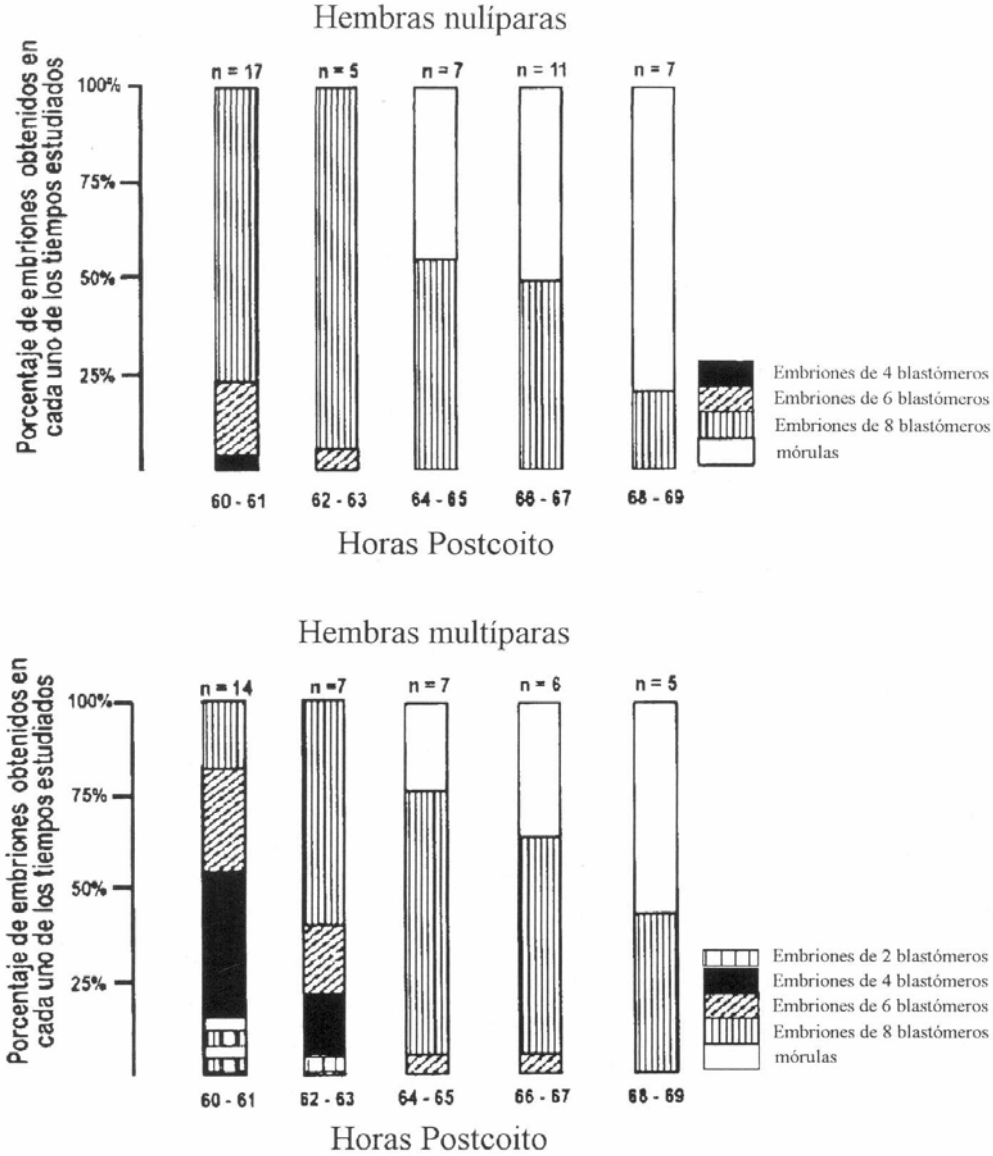 Hembras nulíparas
Porcentaje de embriones obtenidos en
cada uno de los tiempos estudiados
100%
75%
50%
25%
n = 17
n = 5
n = 7
n = 11
n = 7
60 - 61
62 - 63
64 - 65
66 - 67
68 - 69
Horas Postcoito
Embriones de 4 blastómeros
Embriones de 6 blastómeros
Embriones de 8 blastómeros
mórulas
Hembras multíparas
Porcentaje de embriones obtenidos en
cada uno de los tiempos estudiados
100%
75%
50%
25%
n = 14
n =7
n = 7
n = 6
n = 5
60 - 61
62 - 63
64 - 65
66 - 67
68 - 69
Horas Postcoito
Embriones de 2 blastómeros
Embriones de 4 blastómeros
Embriones de 6 blastómeros
Embriones de 8 blastómeros
mórulas